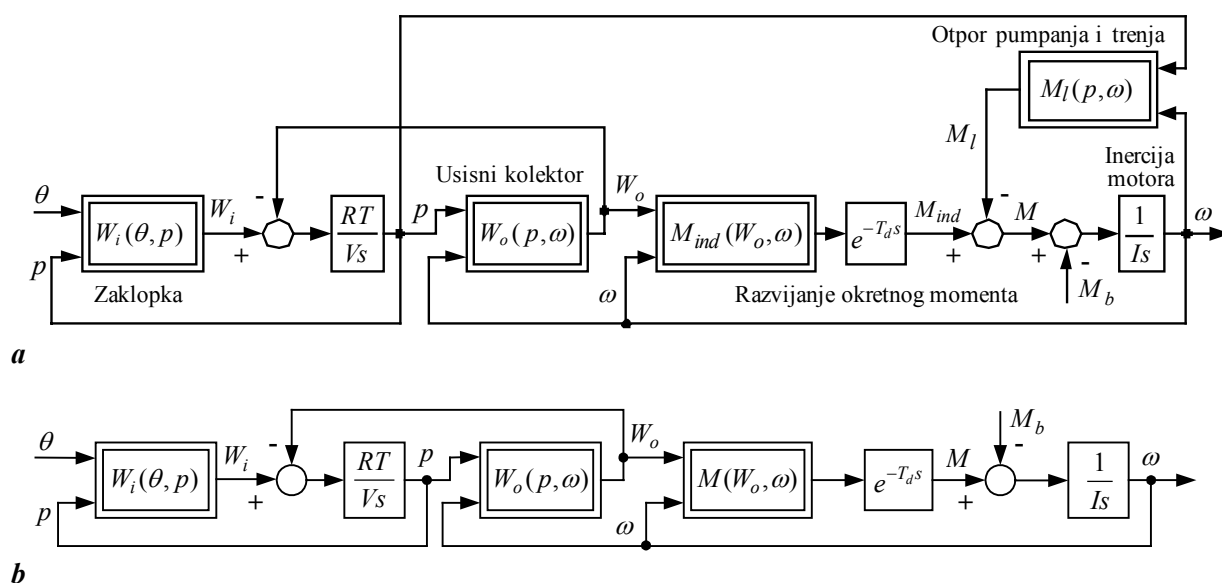 Otpor pumpanja i trenja
M_l(p,ω)
M_l
Inercija
motora
Usisni kolektor
θ
W_i(θ,p)
W_i
-
+
RT
Vs
p
W_o(p,ω)
W_o
M_ind(W_o,ω)
e^{-T_d s}
M_ind
-
+
M
+
-
1
Is
ω
p
Zaklopka
ω
Razvijanje okretnog momenta
M_b
a
θ
W_i(θ,p)
W_i
-
+
RT
Vs
p
W_o(p,ω)
W_o
M(W_o,ω)
e^{-T_d s}
M
+
-
M_b
1
Is
ω
p
ω
b